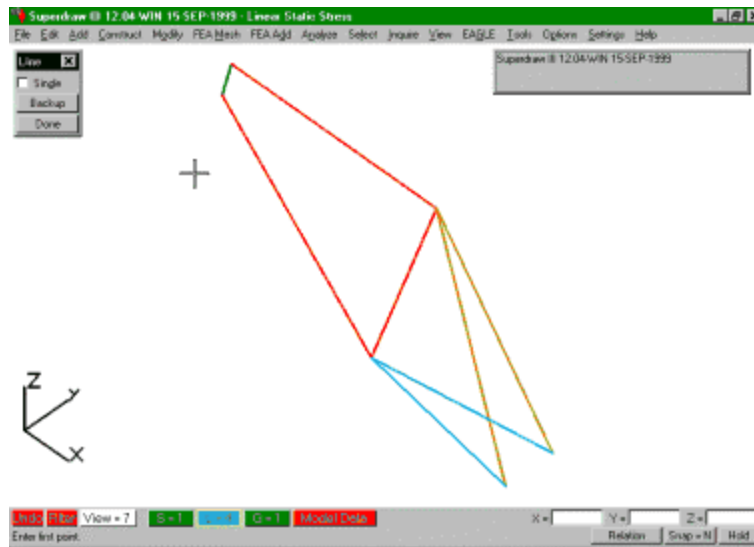 Superdraw III 12.04-WIN 15-SEP-1999 - Linear Static Stress
File Edit Add Construct Modify FEA Mesh FEA Add Analyze Select Inquire View EAGLE Tools Options Settings Help
Line
Single
Backup
Done
Superdraw III 12.04-WIN 15-SEP-1999
Z
Y
X
Undo Filter View = 7 S = 1 G = 1 Model Data X = Y = Z =
Enter first point. Relation Snap = N Hold